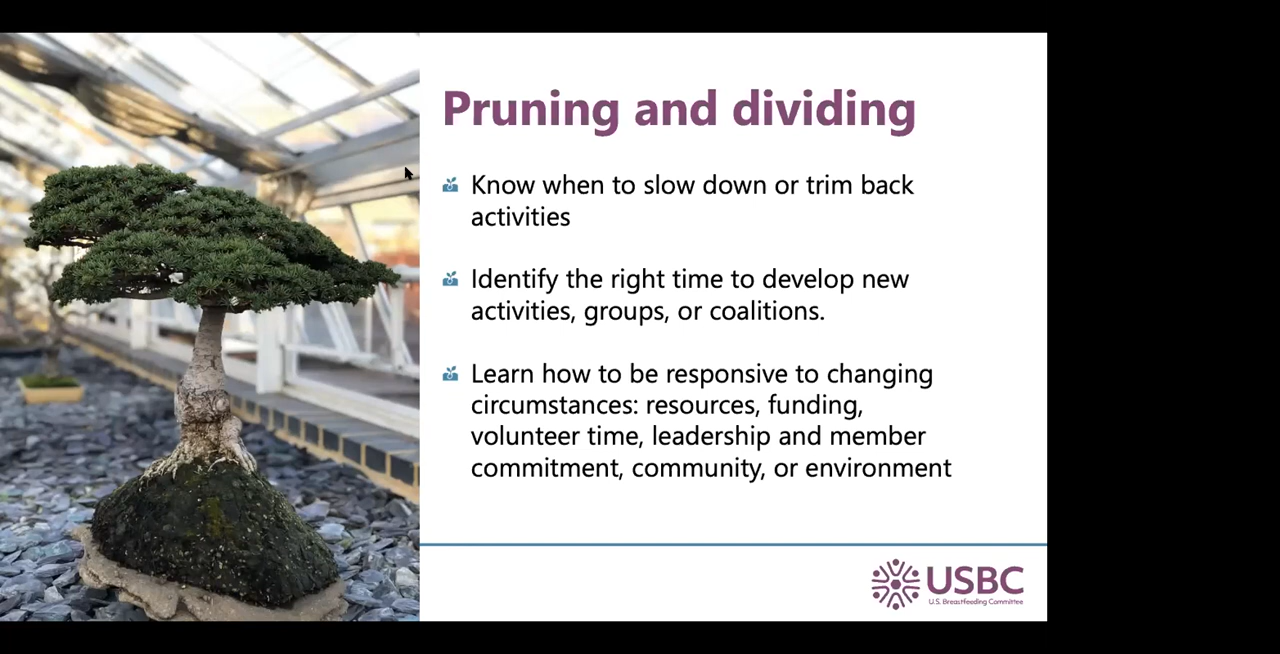 Pruning and dividing
Know when to slow down or trim back
activities
Identify the right time to develop new
activities, groups, or coalitions.
Learn how to be responsive to changing
circumstances: resources, funding,
volunteer time, leadership and member
commitment, community, or environment
USBC
U.S. Breastfeeding Committee